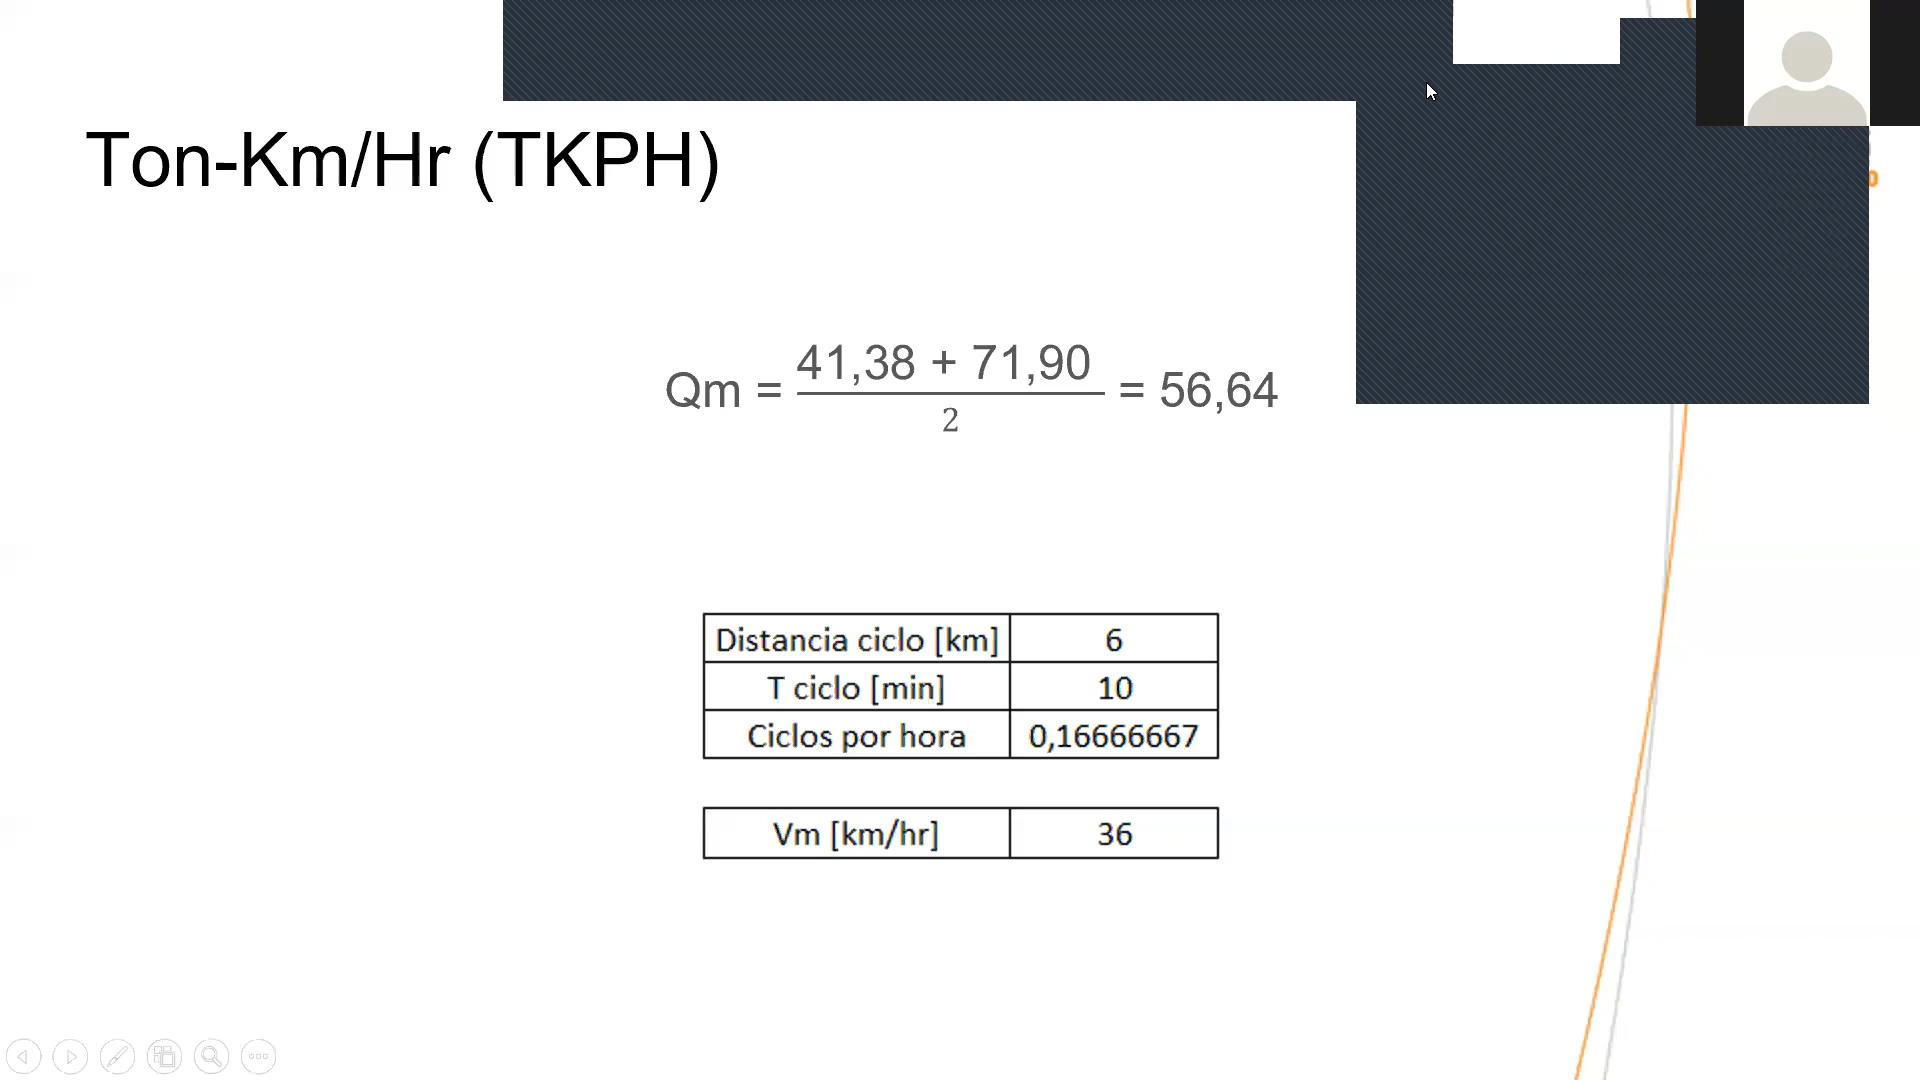 Ton-Km/Hr (TKPH)
Qm = 41,38 + 71,90 / 2 = 56,64
Distancia ciclo [km] 6
T ciclo [min] 10
Ciclos por hora 0,16666667
Vm [km/hr] 36